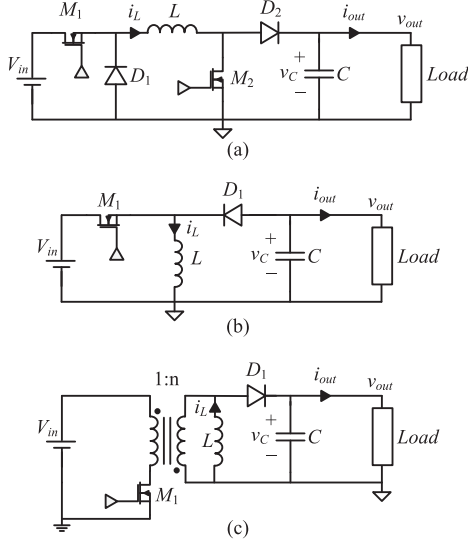 M1 iL L D2 iout vout
Vin D1 M2 + vC − C Load
(a)
M1 D1 iout vout
Vin iL L + vC − C Load
(b)
1:n D1 iout vout
Vin iL L + vC − C Load
M1
(c)